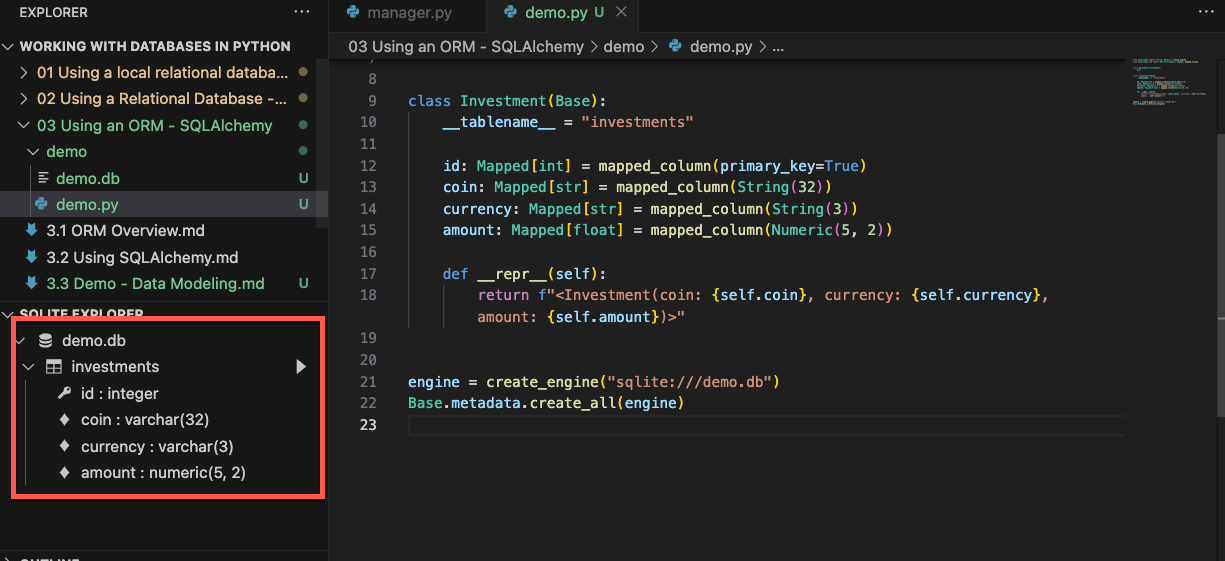 EXPLORER
WORKING WITH DATABASES IN PYTHON
01 Using a local relational databa...
02 Using a Relational Database -...
03 Using an ORM - SQLAlchemy
demo
demo.db U
demo.py U
3.1 ORM Overview.md
3.2 Using SQLAlchemy.md
3.3 Demo - Data Modeling.md U
SQLITE EXPLORER
demo.db
investments
id : integer
coin : varchar(32)
currency : varchar(3)
amount : numeric(5, 2)
OUTLINE
manager.py
demo.py U
03 Using an ORM - SQLAlchemy > demo > demo.py > ...
7
8
9 class Investment(Base):
10 __tablename__ = "investments"
11
12 id: Mapped[int] = mapped_column(primary_key=True)
13 coin: Mapped[str] = mapped_column(String(32))
14 currency: Mapped[str] = mapped_column(String(3))
15 amount: Mapped[float] = mapped_column(Numeric(5, 2))
16
17 def __repr__(self):
18 return f"<Investment(coin: {self.coin}, currency: {self.currency},
amount: {self.amount})>"
19
20
21 engine = create_engine("sqlite:///demo.db")
22 Base.metadata.create_all(engine)
23